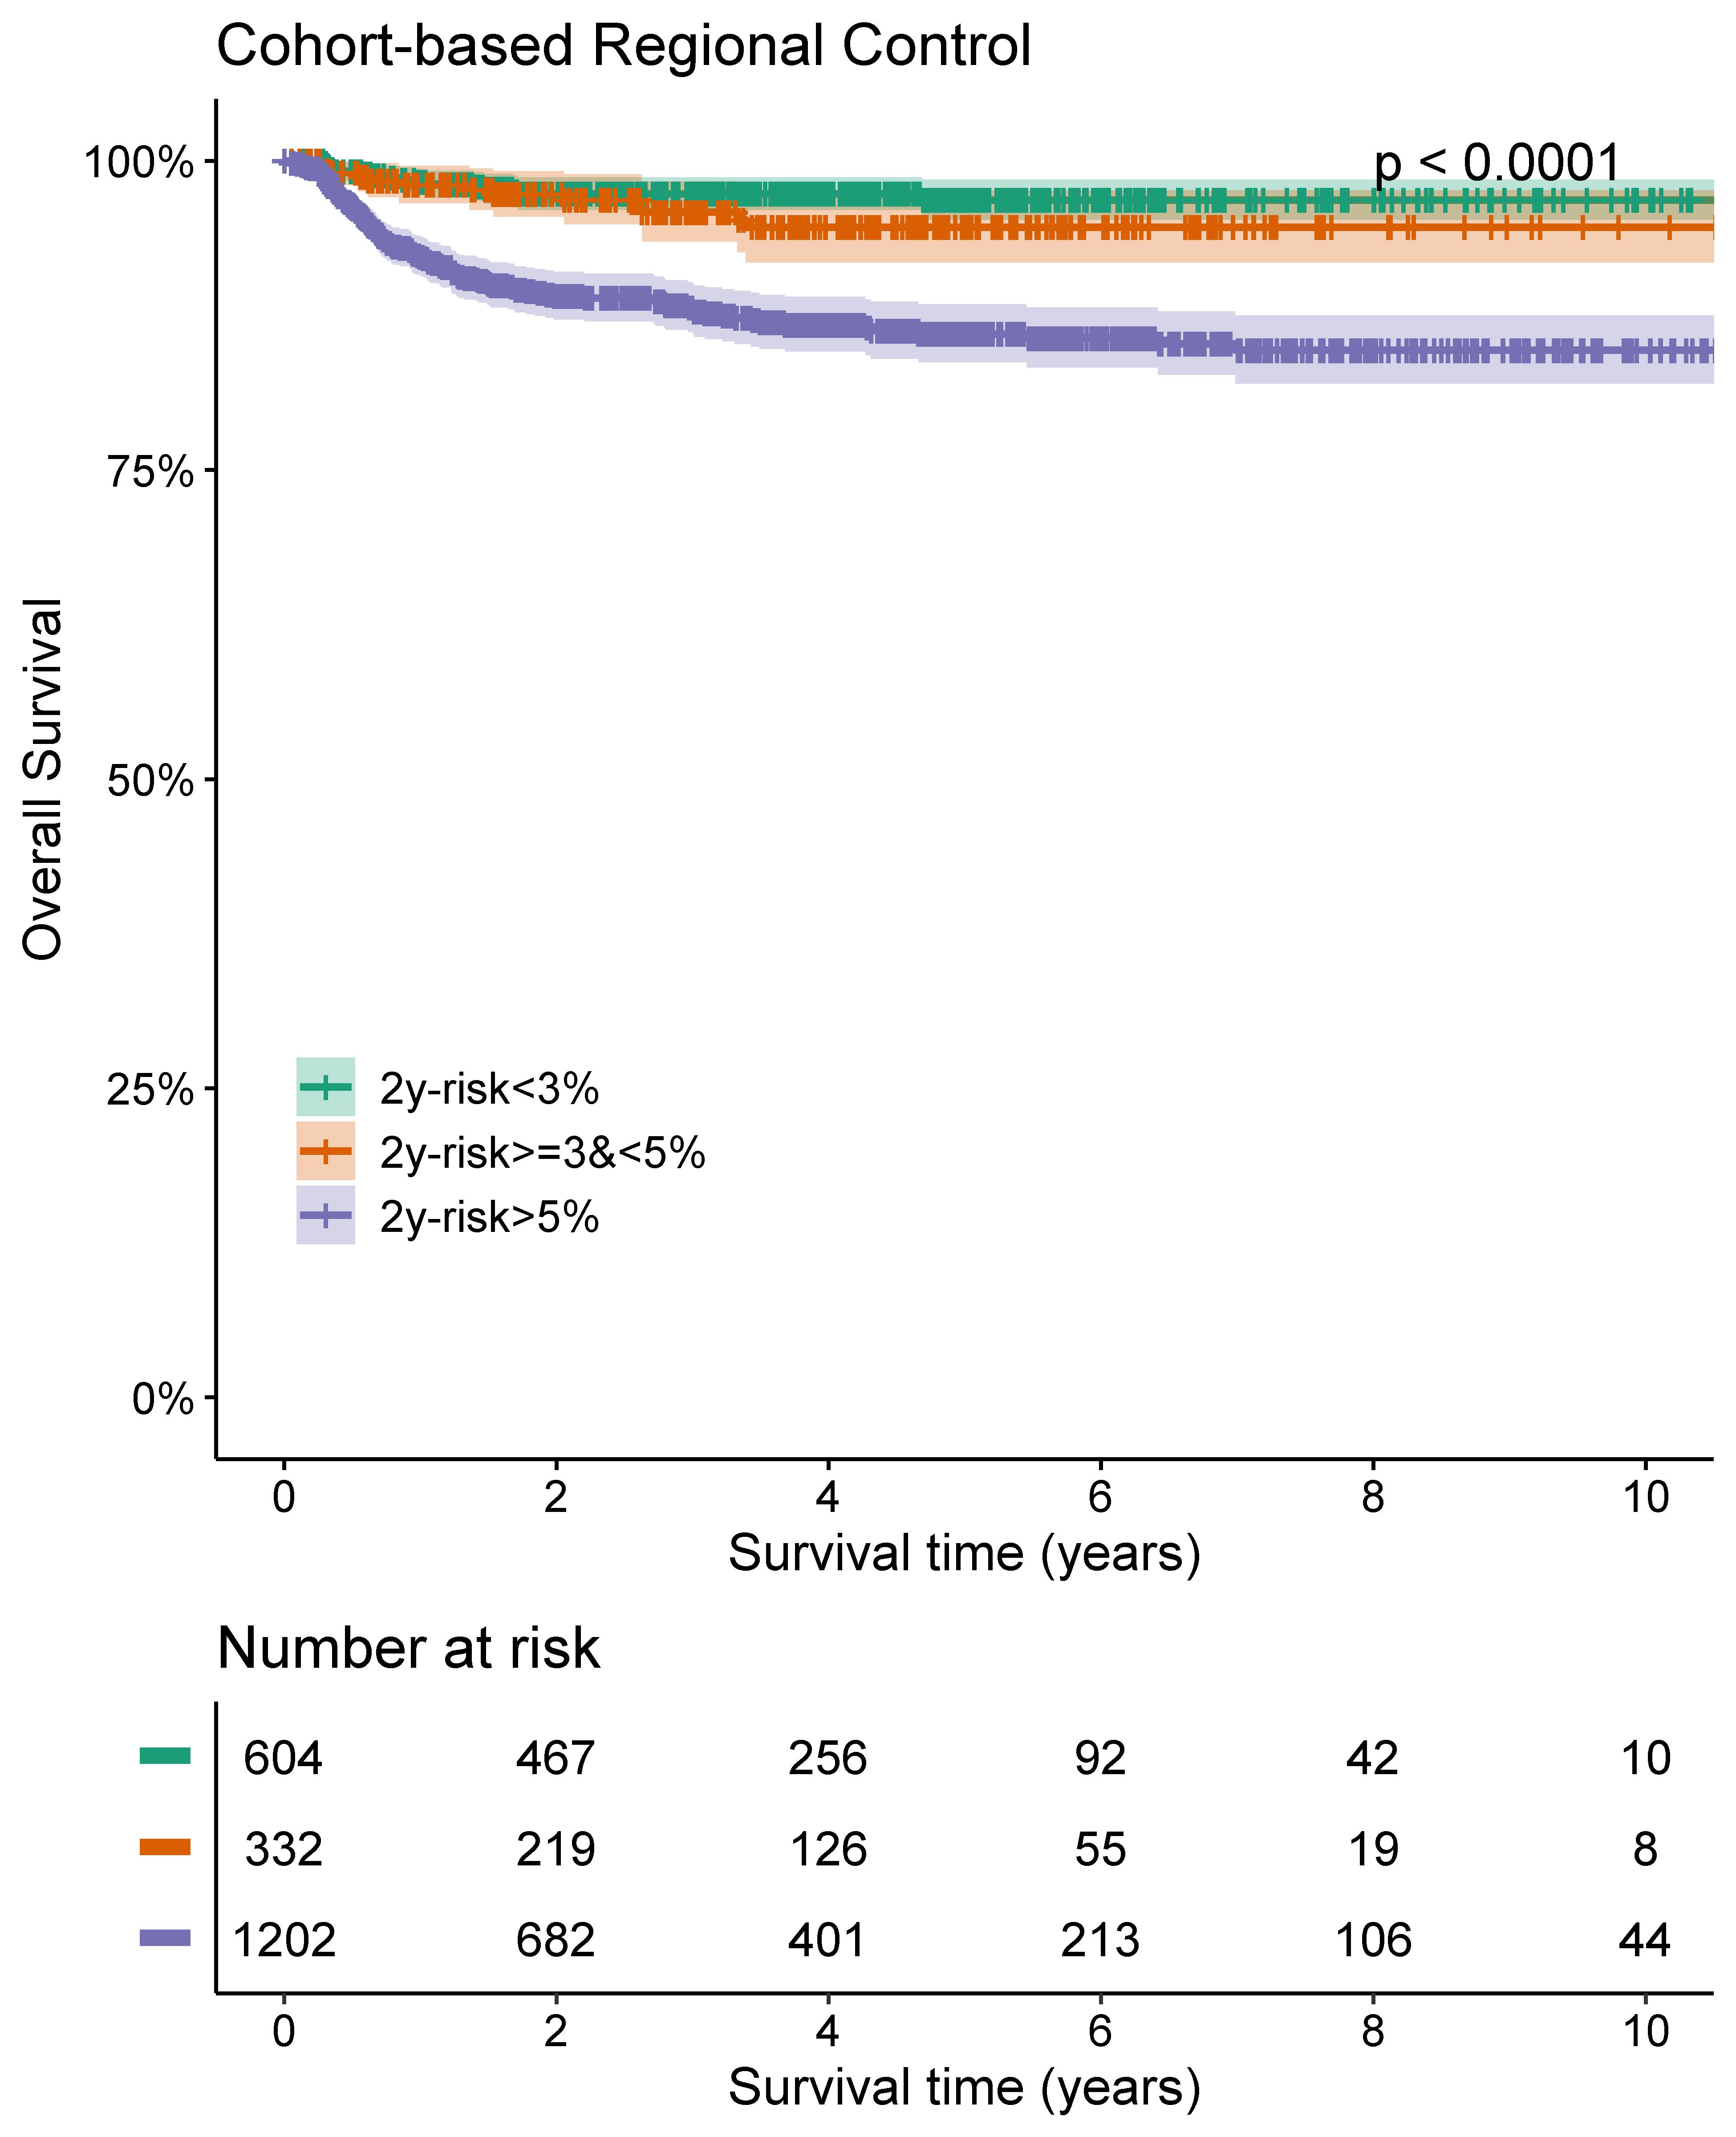 Cohort-based Regional Control
p < 0.0001
100%
75%
50%
25%
0%
Overall Survival
2y-risk<3%
2y-risk>=3&<5%
2y-risk>5%
0 2 4 6 8 10
Survival time (years)
Number at risk
604 467 256 92 42 10
332 219 126 55 19 8
1202 682 401 213 106 44
0 2 4 6 8 10
Survival time (years)